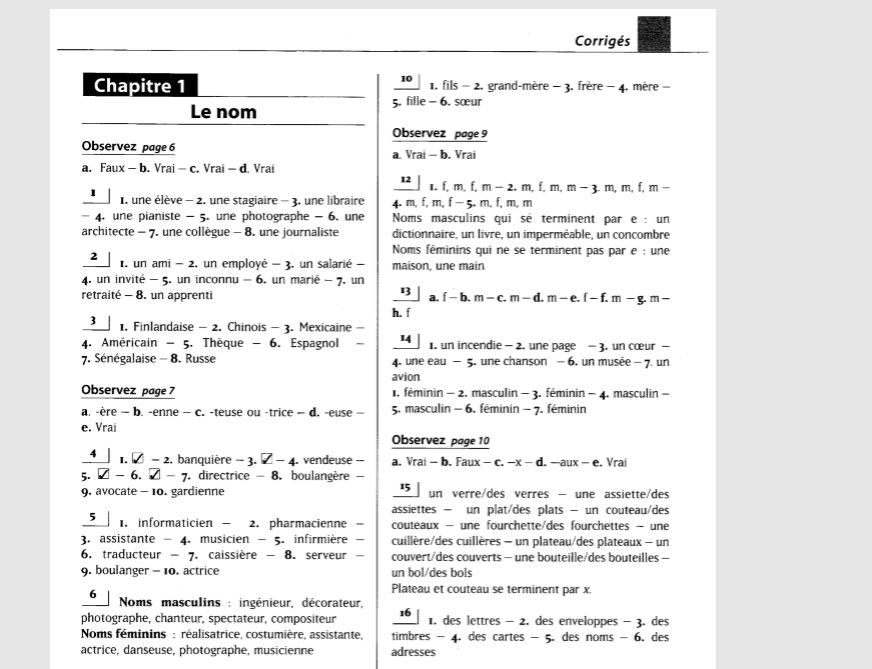 Corrigés
Chapitre 1
Le nom
Observez page 6
a. Faux – b. Vrai – c. Vrai – d. Vrai
1 1. une élève – 2. une stagiaire – 3. une libraire
– 4. une pianiste – 5. une photographe – 6. une
architecte – 7. une collègue – 8. une journaliste
2 1. un ami – 2. un employé – 3. un salarié –
4. un invité – 5. un inconnu – 6. un marié – 7. un
retraité – 8. un apprenti
3 1. Finlandaise – 2. Chinois – 3. Mexicaine –
4. Américain – 5. Thèque – 6. Espagnol –
7. Sénégalaise – 8. Russe
Observez page 7
a. -ère – b. -enne – c. -teuse ou -trice – d. -euse –
e. Vrai
4 1. ☑ – 2. banquière – 3. ☑ – 4. vendeuse –
5. ☑ – 6. ☑ – 7. directrice – 8. boulangère –
9. avocate – 10. gardienne
5 1. informaticien – 2. pharmacienne –
3. assistante – 4. musicien – 5. infirmière –
6. traducteur – 7. caissière – 8. serveur –
9. boulanger – 10. actrice
6 Noms masculins : ingénieur, décorateur,
photographe, chanteur, spectateur, compositeur
Noms féminins : réalisatrice, costumière, assistante,
actrice, danseuse, photographe, musicienne
10 1. fils – 2. grand-mère – 3. frère – 4. mère –
5. fille – 6. sœur
Observez page 9
a. Vrai – b. Vrai
12 1. f, m, f, m – 2. m, f, m, m – 3. m, m, f, m –
4. m, f, m, f – 5. m, f, m, m
Noms masculins qui se terminent par e : un
dictionnaire, un livre, un imperméable, un concombre
Noms féminins qui ne se terminent pas par e : une
maison, une main
13 a. f – b. m – c. m – d. m – e. f – f. m – g. m –
h. f
14 1. un incendie – 2. une page – 3. un cœur –
4. une eau – 5. une chanson – 6. un musée – 7. un
avion
1. féminin – 2. masculin – 3. féminin – 4. masculin –
5. masculin – 6. féminin – 7. féminin
Observez page 10
a. Vrai – b. Faux – c. –x – d. –aux – e. Vrai
15 un verre/des verres – une assiette/des
assiettes – un plat/des plats – un couteau/des
couteaux – une fourchette/des fourchettes – une
cuillère/des cuillères – un plateau/des plateaux – un
couvert/des couverts – une bouteille/des bouteilles –
un bol/des bols
Plateau et couteau se terminent par x.
16 1. des lettres – 2. des enveloppes – 3. des
timbres – 4. des cartes – 5. des noms – 6. des
adresses